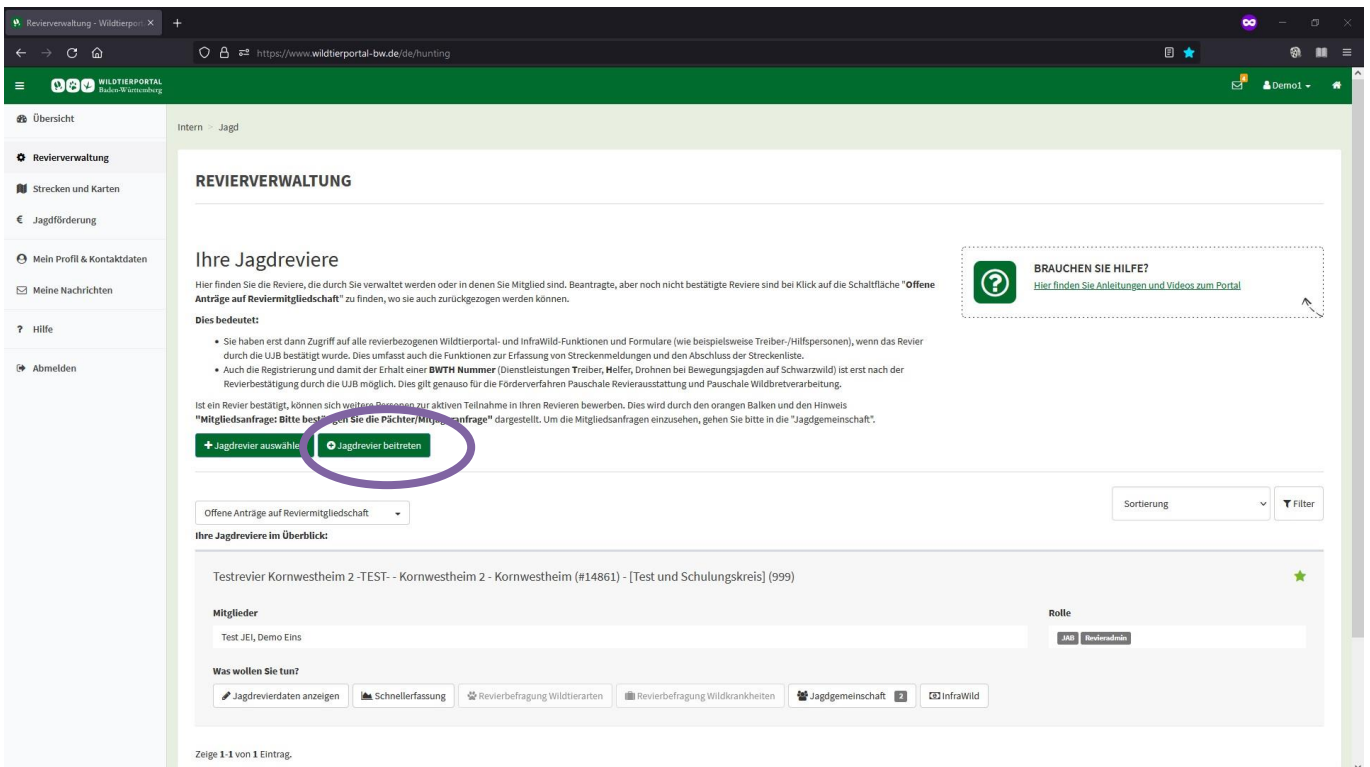 Revierverwaltung - Wildtierport
https://www.wildtierportal-bw.de/de/hunting
WILDTIERPORTAL
Baden-Württemberg
4
Demo1
Übersicht
Revierverwaltung
Strecken und Karten
€ Jagdförderung
Mein Profil & Kontaktdaten
Meine Nachrichten
? Hilfe
Abmelden
Intern > Jagd
REVIERVERWALTUNG
Ihre Jagdreviere
Hier finden Sie die Reviere, die durch Sie verwaltet werden oder in denen Sie Mitglied sind. Beantragte, aber noch nicht bestätigte Reviere sind bei Klick auf die Schaltfläche "Offene
Anträge auf Reviermitgliedschaft" zu finden, wo sie auch zurückgezogen werden können.
Dies bedeutet:
• Sie haben erst dann Zugriff auf alle revierbezogenen Wildtierportal- und InfraWild-Funktionen und Formulare (wie beispielsweise Treiber-/Hilfspersonen), wenn das Revier
durch die UJB bestätigt wurde. Dies umfasst auch die Funktionen zur Erfassung von Streckenmeldungen und den Abschluss der Streckenliste.
• Auch die Registrierung und damit der Erhalt einer BWTH Nummer (Dienstleistungen Treiber, Helfer, Drohnen bei Bewegungsjagden auf Schwarzwild) ist erst nach der
Revierbestätigung durch die UJB möglich. Dies gilt genauso für die Förderverfahren Pauschale Revierausstattung und Pauschale Wildbretverarbeitung.
Ist ein Revier bestätigt, können sich weitere Personen zur aktiven Teilnahme in Ihren Revieren bewerben. Dies wird durch den orangen Balken und den Hinweis
"Mitgliedsanfrage: Bitte bestätigen Sie die Pächter/Mitjägeranfrage" dargestellt. Um die Mitgliedsanfragen einzusehen, gehen Sie bitte in die "Jagdgemeinschaft".
BRAUCHEN SIE HILFE?
Hier finden Sie Anleitungen und Videos zum Portal
Jagdrevier auswähle
Jagdrevier beitreten
Offene Anträge auf Reviermitgliedschaft
Sortierung
Filter
Ihre Jagdreviere im Überblick:
Testrevier Kornwestheim 2 -TEST- - Kornwestheim 2 - Kornwestheim (#14861) - [Test und Schulungskreis] (999)
Mitglieder
Rolle
Test JEI, Demo Eins
JAB Revieradmin
Was wollen Sie tun?
Jagdrevierdaten anzeigen
Schnellerfassung
Revierbefragung Wildtierarten
Revierbefragung Wildkrankheiten
Jagdgemeinschaft 2
InfraWild
Zeige 1-1 von 1 Eintrag.